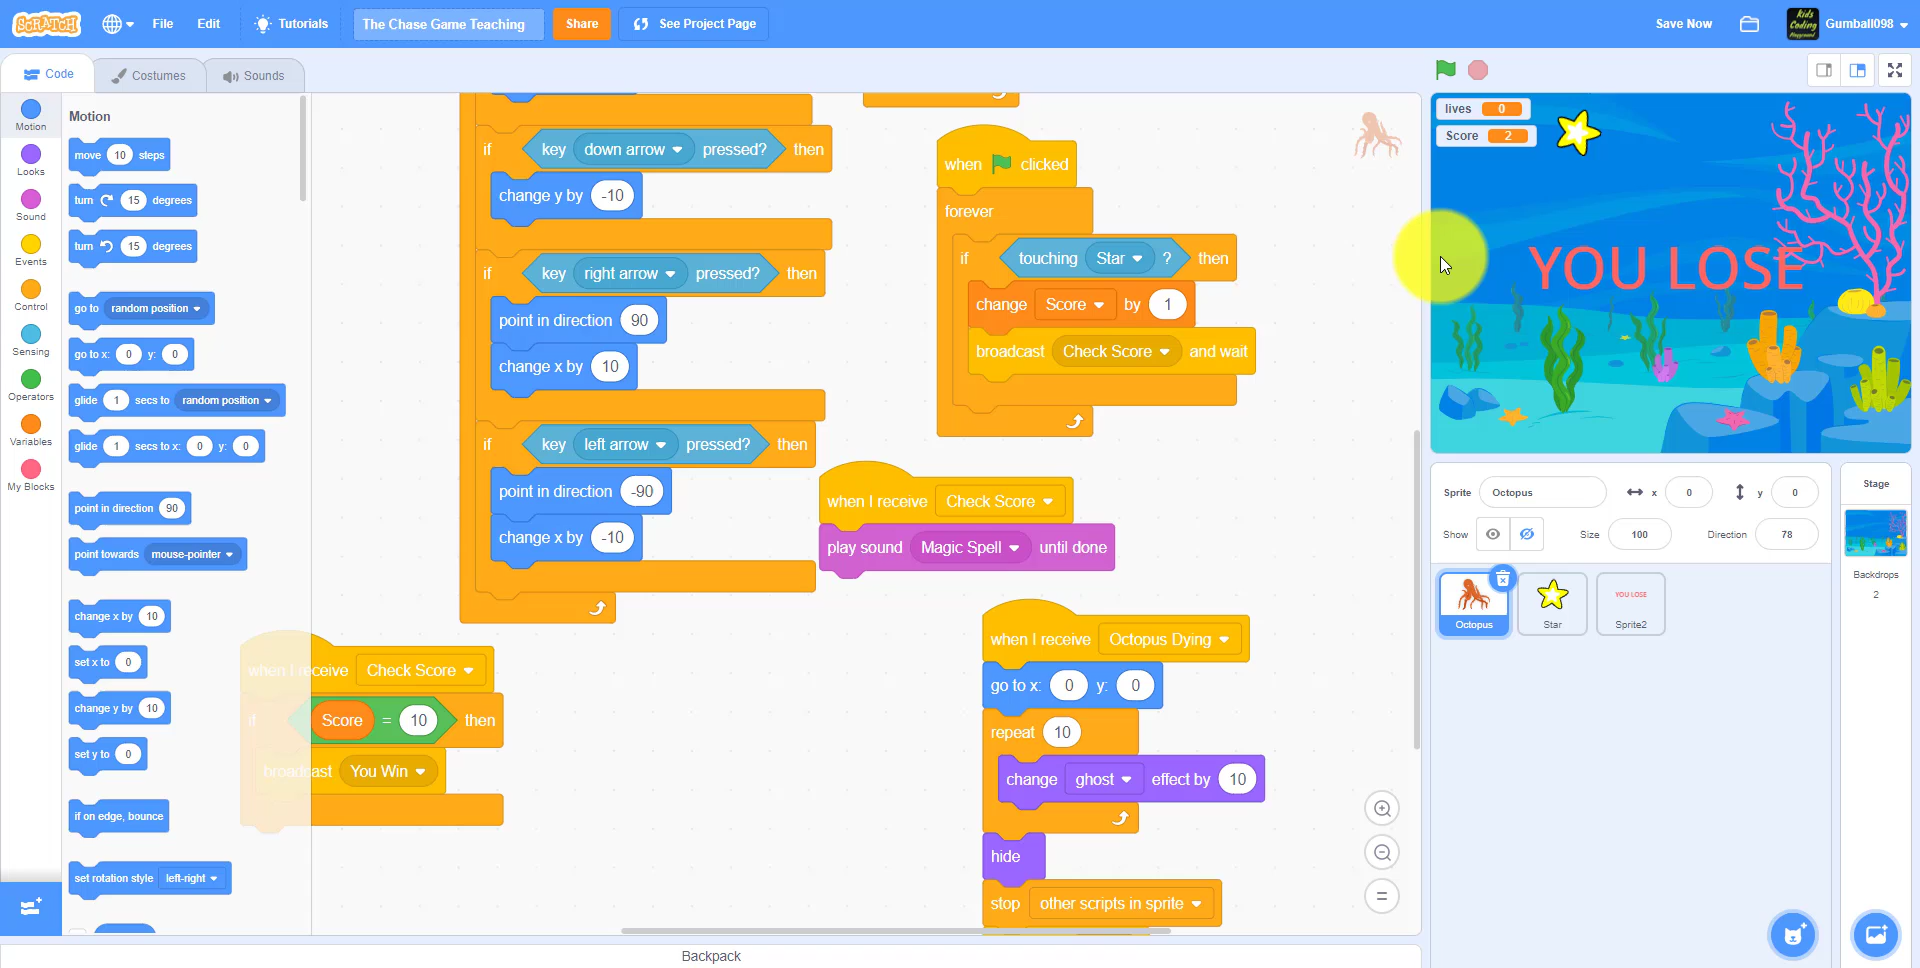 SCRATCH
File
Edit
Tutorials
The Chase Game Teaching
Share
See Project Page
Save Now
Kids
Coding
Playground
Gumball098
Code
Costumes
Sounds
Motion
Looks
Sound
Events
Control
Sensing
Operators
Variables
My Blocks
Motion
move 10 steps
turn 15 degrees
turn 15 degrees
go to random position
go to x: 0 y: 0
glide 1 secs to random position
glide 1 secs to x: 0 y: 0
point in direction 90
point towards mouse-pointer
change x by 10
set x to 0
change y by 10
set y to 0
if on edge, bounce
set rotation style left-right
if key down arrow pressed? then
change y by -10
if key right arrow pressed? then
point in direction 90
change x by 10
if key left arrow pressed? then
point in direction -90
change x by -10
when I receive Check Score
if Score = 10 then
broadcast You Win
when clicked
forever
if touching Star ? then
change Score by 1
broadcast Check Score and wait
when I receive Check Score
play sound Magic Spell until done
when I receive Octopus Dying
go to x: 0 y: 0
repeat 10
change ghost effect by 10
hide
stop other scripts in sprite
Backpack
lives 0
Score 2
YOU LOSE
Sprite Octopus x 0 y 0
Show Size 100 Direction 78
Octopus
Star
YOU LOSE
Sprite2
Stage
Backdrops
2